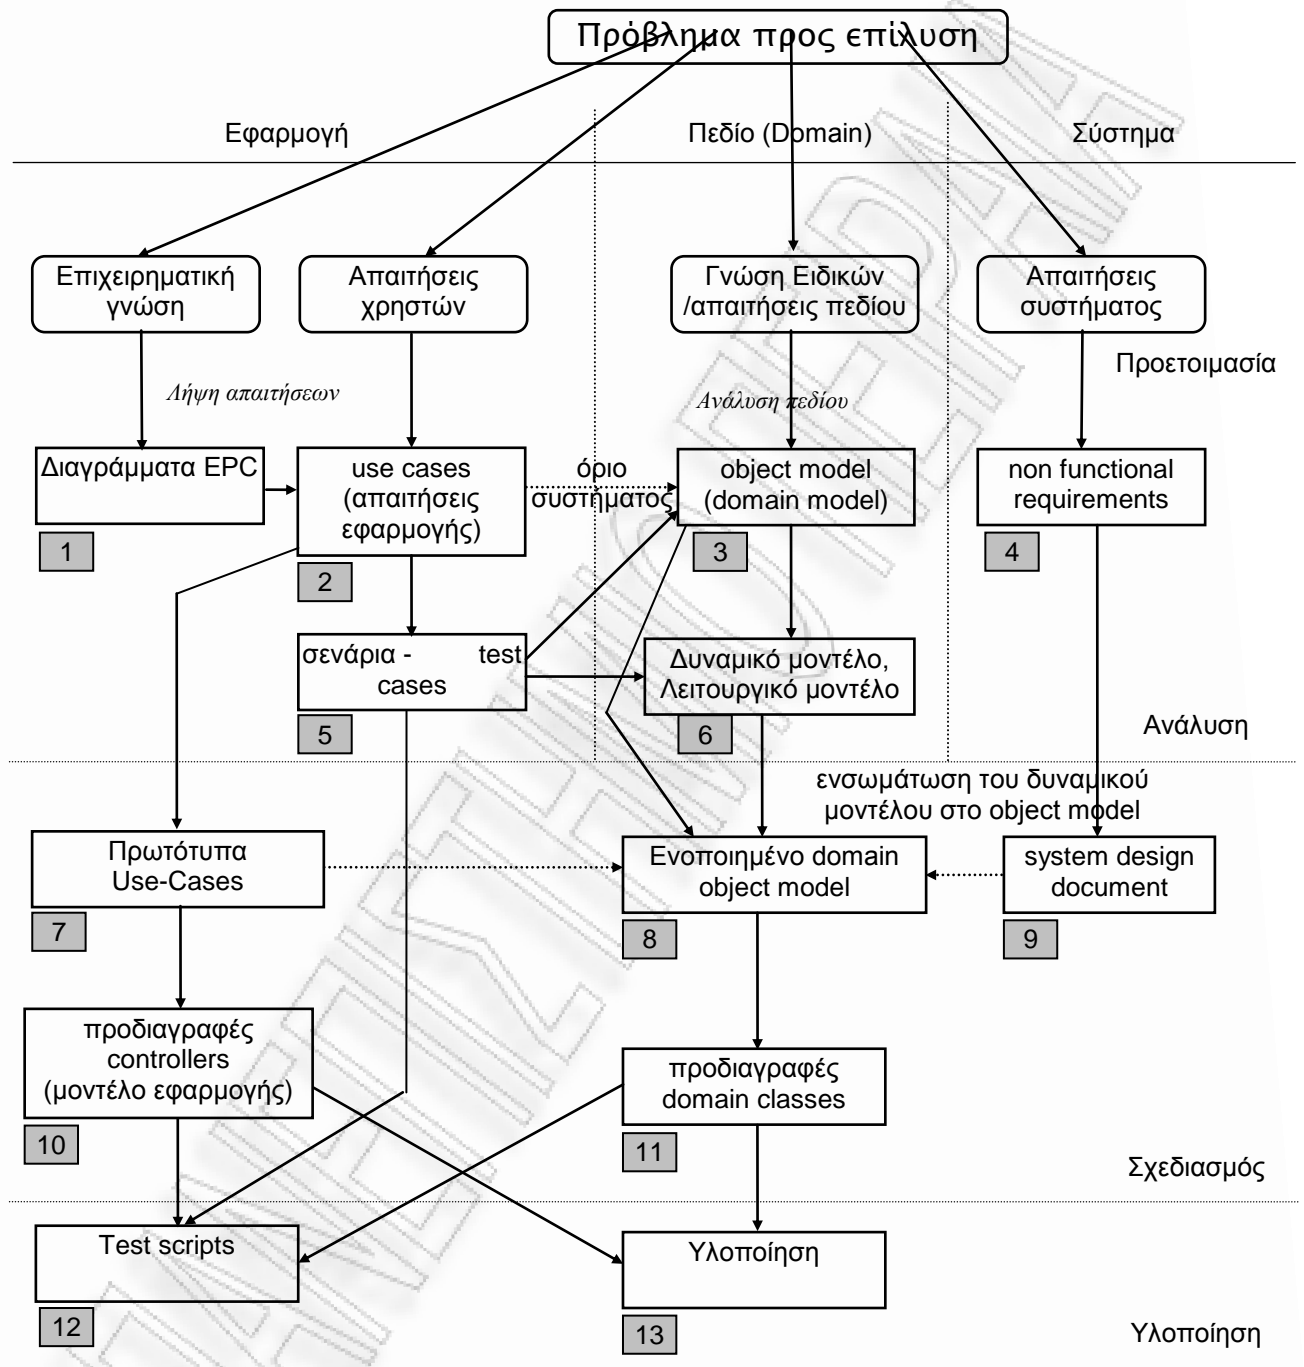 Πρόβλημα προς επίλυση
Εφαρμογή
Πεδίο (Domain)
Σύστημα
Επιχειρηματική
γνώση
Απαιτήσεις
χρηστών
Γνώση Ειδικών
/απαιτήσεις πεδίου
Απαιτήσεις
συστήματος
Προετοιμασία
Λήψη απαιτήσεων
Ανάλυση πεδίου
Διαγράμματα EPC
use cases
(απαιτήσεις
εφαρμογής)
όριο
συστήματος
object model
(domain model)
non functional
requirements
1
2
3
4
σενάρια - test
cases
Δυναμικό μοντέλο,
Λειτουργικό μοντέλο
5
6
Ανάλυση
ενσωμάτωση του δυναμικού
μοντέλου στο object model
Πρωτότυπα
Use-Cases
Ενοποιημένο domain
object model
system design
document
7
8
9
προδιαγραφές
controllers
(μοντέλο εφαρμογής)
προδιαγραφές
domain classes
10
11
Σχεδιασμός
Test scripts
Υλοποίηση
12
13
Υλοποίηση